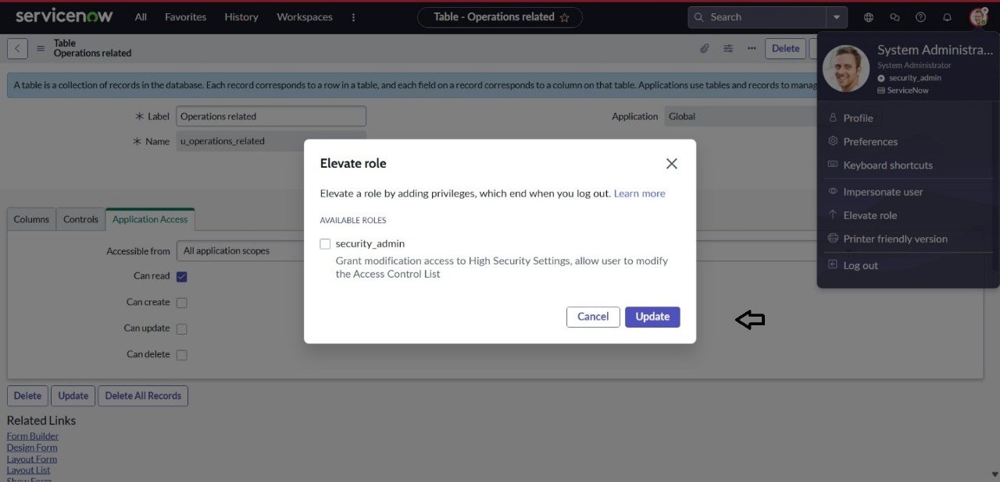 servicenow All Favorites History Workspaces Table - Operations related Search
Table
Operations related
Delete
A table is a collection of records in the database. Each record corresponds to a row in a table, and each field on a record corresponds to a column on that table. Applications use tables and records to manag
Label Operations related
Application Global
Name u_operations_related
System Administra...
System Administrator
security_admin
ServiceNow
Profile
Preferences
Keyboard shortcuts
Impersonate user
Elevate role
Printer friendly version
Log out
Elevate role
Elevate a role by adding privileges, which end when you log out. Learn more
AVAILABLE ROLES
security_admin
Grant modification access to High Security Settings, allow user to modify
the Access Control List
Cancel Update
Columns Controls Application Access
Accessible from All application scopes
Can read
Can create
Can update
Can delete
Delete Update Delete All Records
Related Links
Form Builder
Design Form
Layout Form
Layout List
Show Form